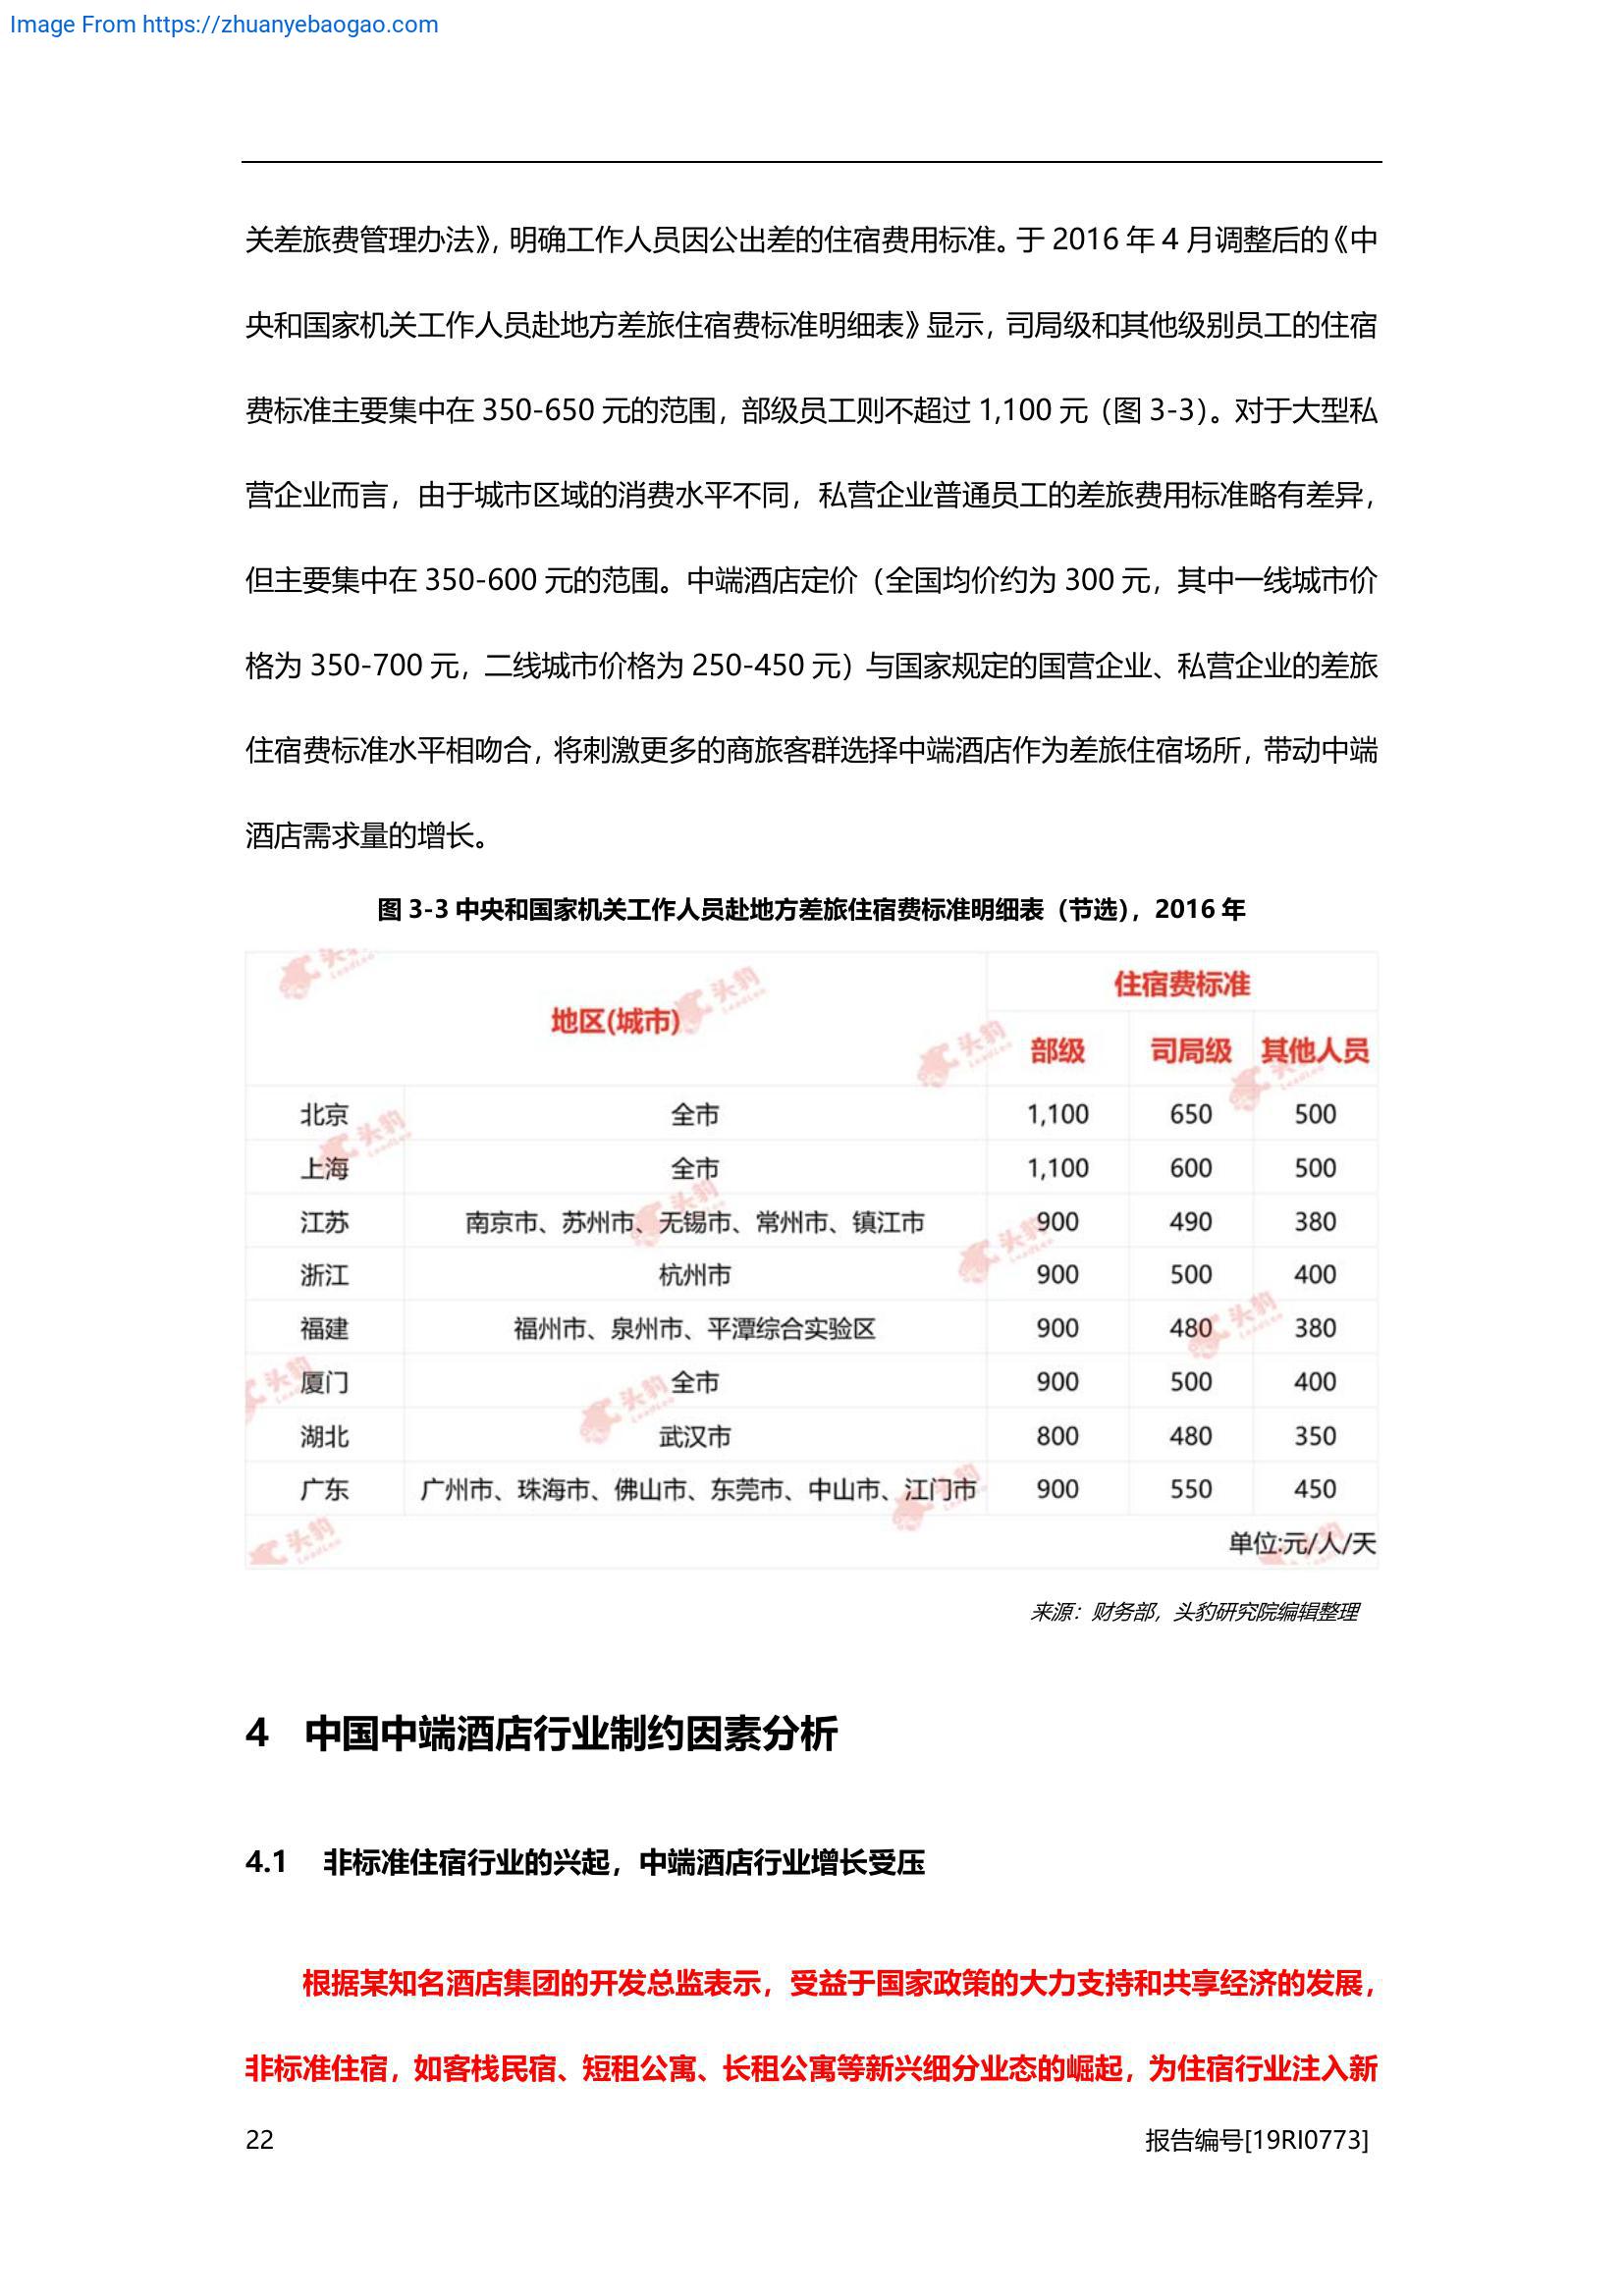 Image From https://zhuanyebaogao.com
关差旅费管理办法》，明确工作人员因公出差的住宿费用标准。于 2016 年 4 月调整后的《中
央和国家机关工作人员赴地方差旅住宿费标准明细表》显示，司局级和其他级别员工的住宿
费标准主要集中在 350-650 元的范围，部级员工则不超过 1,100 元（图 3-3）。对于大型私
营企业而言，由于城市区域的消费水平不同，私营企业普通员工的差旅费用标准略有差异，
但主要集中在 350-600 元的范围。中端酒店定价（全国均价约为 300 元，其中一线城市价
格为 350-700 元，二线城市价格为 250-450 元）与国家规定的国营企业、私营企业的差旅
住宿费标准水平相吻合，将刺激更多的商旅客群选择中端酒店作为差旅住宿场所，带动中端
酒店需求量的增长。
图 3-3 中央和国家机关工作人员赴地方差旅住宿费标准明细表（节选），2016 年
地区(城市) 住宿费标准
部级 司局级 其他人员
北京 全市 1,100 650 500
上海 全市 1,100 600 500
江苏 南京市、苏州市、无锡市、常州市、镇江市 900 490 380
浙江 杭州市 900 500 400
福建 福州市、泉州市、平潭综合实验区 900 480 380
厦门 全市 900 500 400
湖北 武汉市 800 480 350
广东 广州市、珠海市、佛山市、东莞市、中山市、江门市 900 550 450
单位:元/人/天
来源：财务部，头豹研究院编辑整理
4 中国中端酒店行业制约因素分析
4.1 非标准住宿行业的兴起，中端酒店行业增长受压
根据某知名酒店集团的开发总监表示，受益于国家政策的大力支持和共享经济的发展，
非标准住宿，如客栈民宿、短租公寓、长租公寓等新兴细分业态的崛起，为住宿行业注入新
22 报告编号[19RI0773]